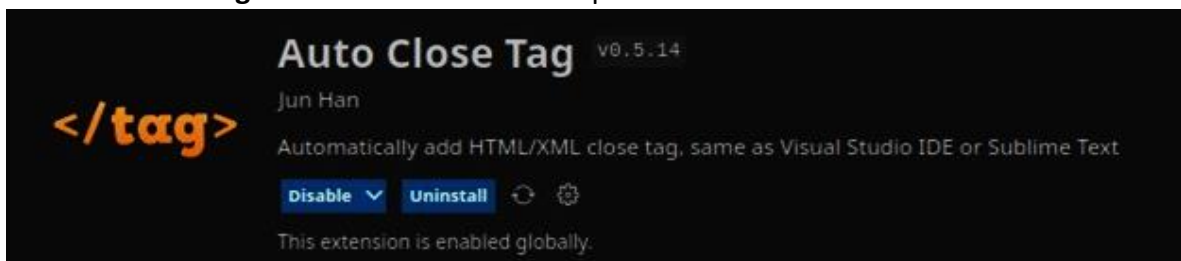 Auto Close Tag v0.5.14
Jun Han
</tag>
Automatically add HTML/XML close tag, same as Visual Studio IDE or Sublime Text
Disable Uninstall
This extension is enabled globally.